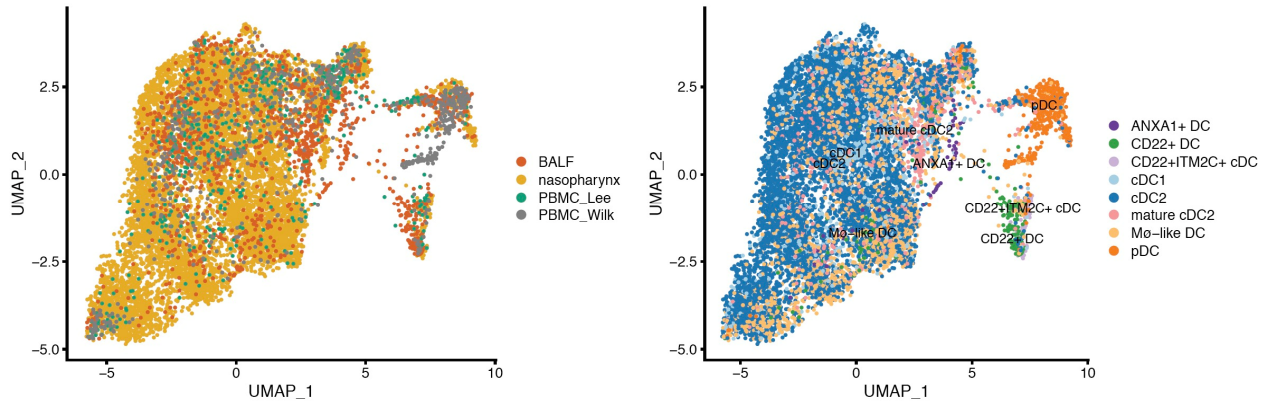 2.5
0.0
−2.5
−5.0
UMAP_2
−5
0
5
10
UMAP_1
BALF
nasopharynx
PBMC_Lee
PBMC_Wilk
2.5
0.0
−2.5
−5.0
UMAP_2
pDC
mature cDC2
cDC1
cDC2
ANXA1+ DC
CD22+ITM2C+ cDC
Mo−like DC
CD22+ DC
−5
0
5
10
UMAP_1
ANXA1+ DC
CD22+ DC
CD22+ITM2C+ cDC
cDC1
cDC2
mature cDC2
Mo−like DC
pDC